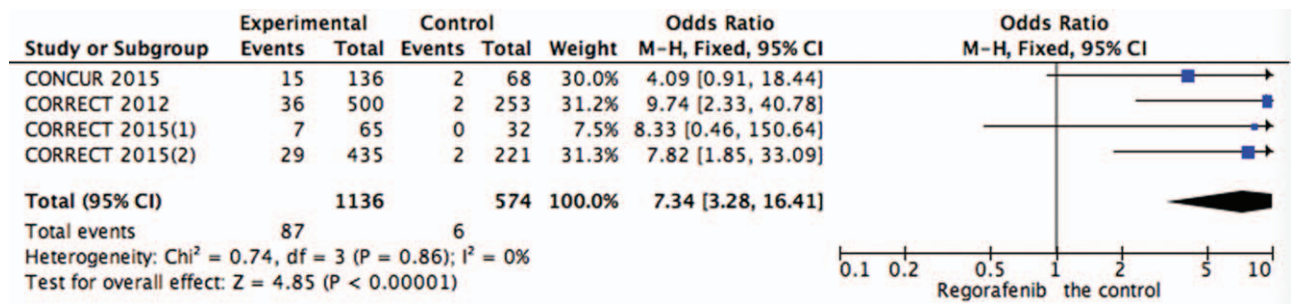 Experimental Control Odds Ratio Odds Ratio
Study or Subgroup Events Total Events Total Weight M-H, Fixed, 95% CI M-H, Fixed, 95% CI
CONCUR 2015 15 136 2 68 30.0% 4.09 [0.91, 18.44]
CORRECT 2012 36 500 2 253 31.2% 9.74 [2.33, 40.78]
CORRECT 2015(1) 7 65 0 32 7.5% 8.33 [0.46, 150.64]
CORRECT 2015(2) 29 435 2 221 31.3% 7.82 [1.85, 33.09]
Total (95% CI) 1136 574 100.0% 7.34 [3.28, 16.41]
Total events 87 6
Heterogeneity: Chi² = 0.74, df = 3 (P = 0.86); I² = 0%
Test for overall effect: Z = 4.85 (P < 0.00001)
0.1 0.2 0.5 1 2 5 10
Regorafenib the control